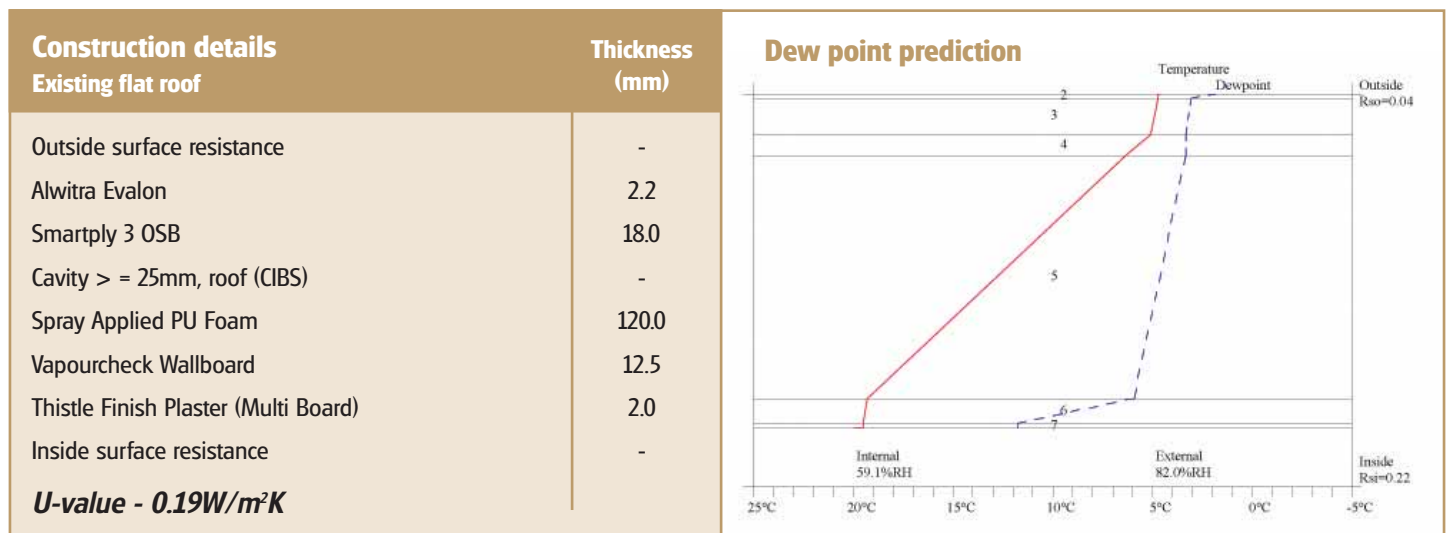 Construction details
Existing flat roof
Thickness
(mm)
Outside surface resistance -
Alwitra Evalon 2.2
Smartply 3 OSB 18.0
Cavity > = 25mm, roof (CIBS) -
Spray Applied PU Foam 120.0
Vapourcheck Wallboard 12.5
Thistle Finish Plaster (Multi Board) 2.0
Inside surface resistance -
U-value - 0.19W/m²K
Dew point prediction
Temperature
Dewpoint
Outside
Rso=0.04
2
3
4
5
6
7
Internal
59.1%RH
External
82.0%RH
Inside
Rsi=0.22
25°C 20°C 15°C 10°C 5°C 0°C -5°C